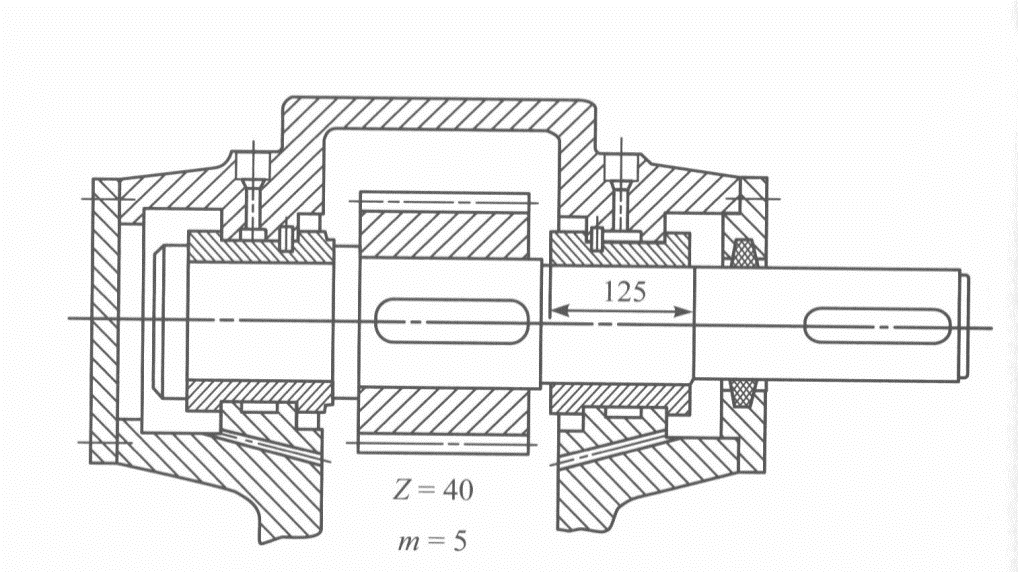 125
Z = 40
m = 5